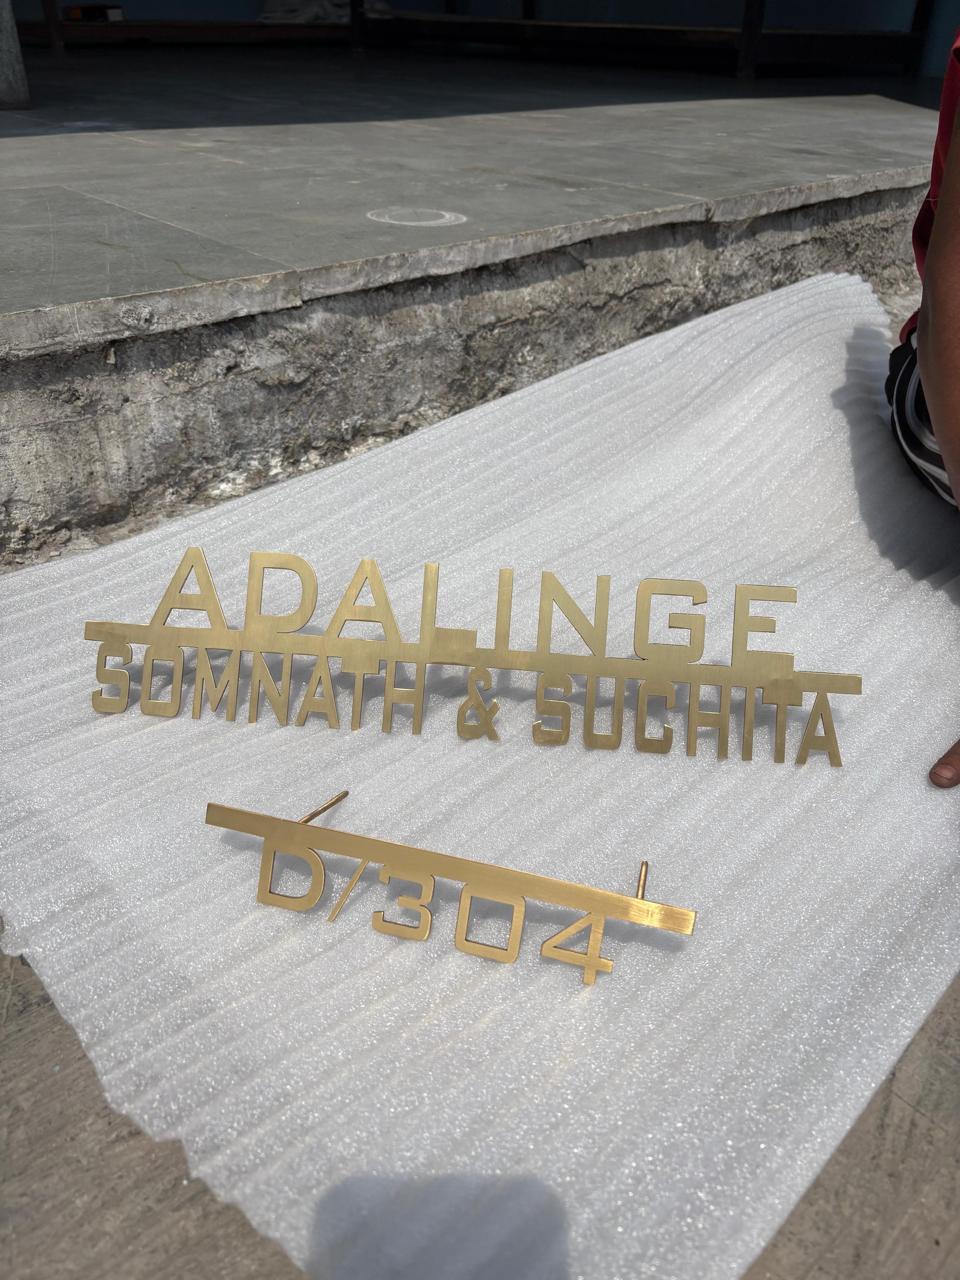 ADALINGE
SOMNATH & SUCHITA
D/304